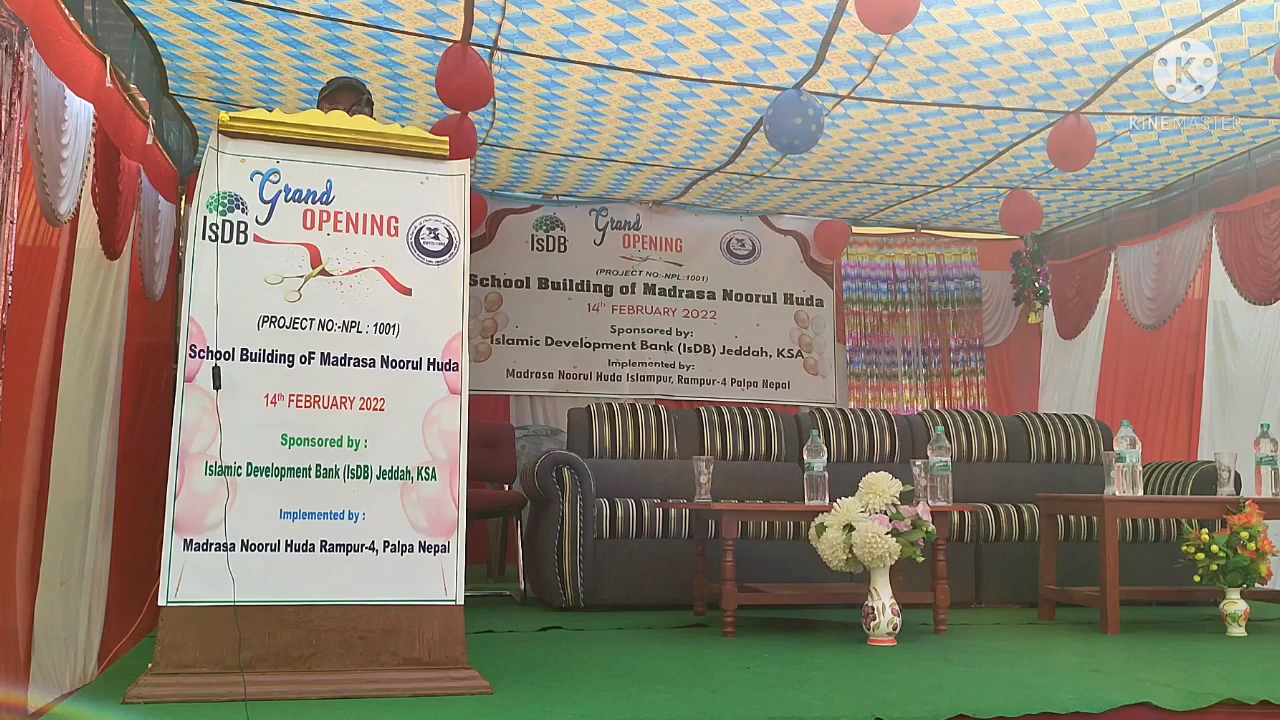 IsDB
Grand
OPENING
(PROJECT NO:-NPL : 1001)
School Building oF Madrasa Noorul Huda
14th FEBRUARY 2022
Sponsored by :
Islamic Development Bank (IsDB) Jeddah, KSA
Implemented by :
Madrasa Noorul Huda Rampur-4, Palpa Nepal
IsDB
Grand
OPENING
(PROJECT NO:-NPL:1001)
School Building of Madrasa Noorul Huda
14th FEBRUARY 2022
Sponsored by:
Islamic Development Bank (IsDB) Jeddah, KSA
Implemented by:
Madrasa Noorul Huda Islampur, Rampur-4 Palpa Nepal
K
KINEMASTER